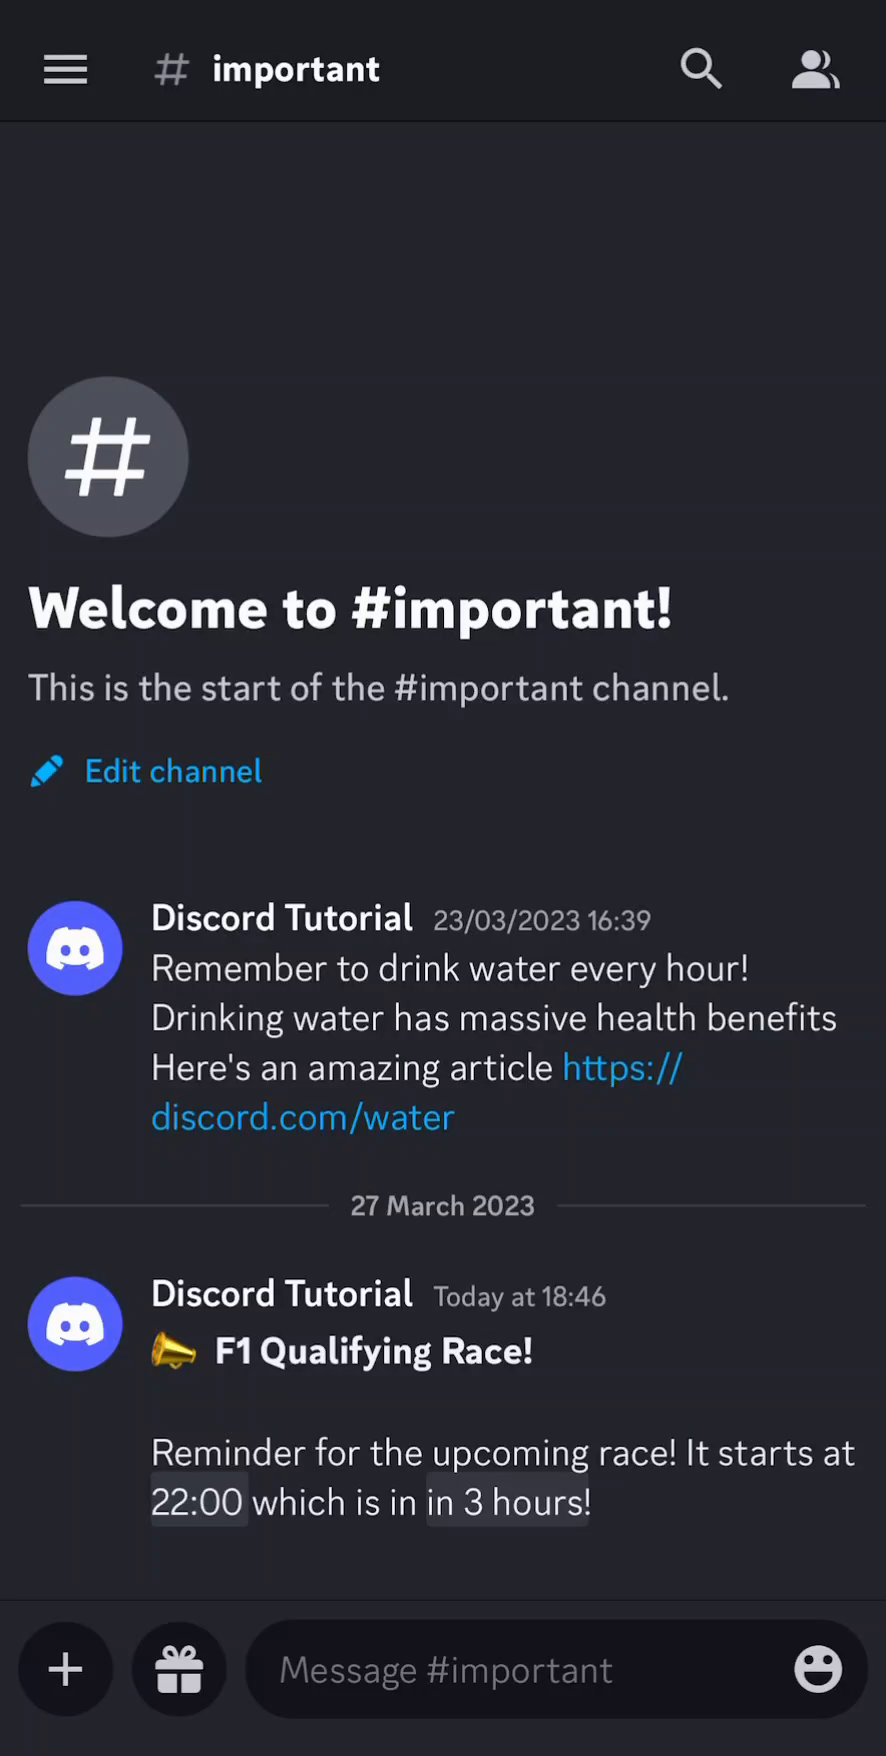 # important
Welcome to #important!
This is the start of the #important channel.
Edit channel
Discord Tutorial 23/03/2023 16:39
Remember to drink water every hour!
Drinking water has massive health benefits
Here's an amazing article https://
discord.com/water
27 March 2023
Discord Tutorial Today at 18:46
F1 Qualifying Race!
Reminder for the upcoming race! It starts at
22:00 which is in in 3 hours!
Message #important